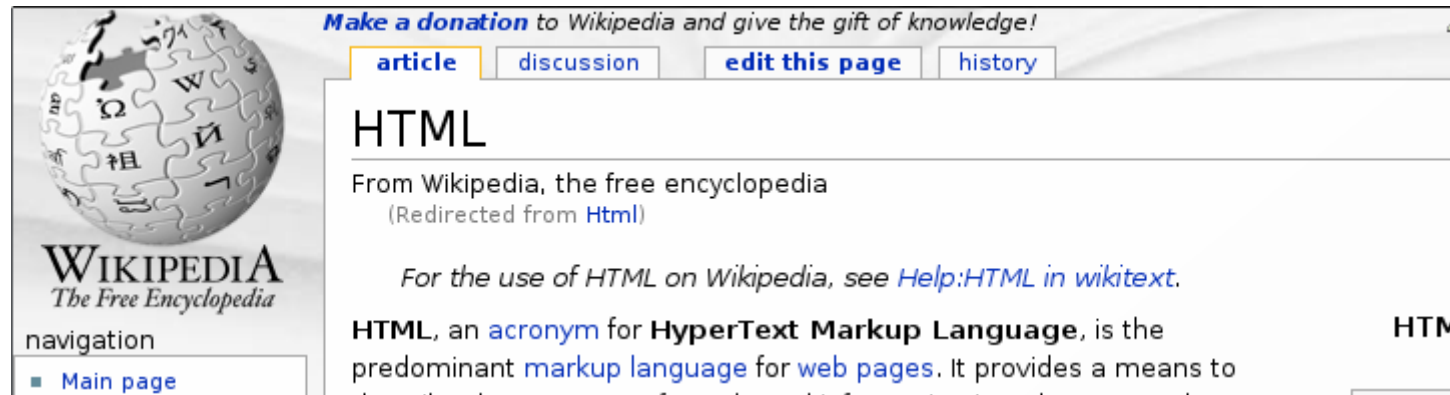 Make a donation to Wikipedia and give the gift of knowledge!
article discussion edit this page history
HTML
From Wikipedia, the free encyclopedia
(Redirected from Html)
For the use of HTML on Wikipedia, see Help:HTML in wikitext.
HTML, an acronym for HyperText Markup Language, is the
predominant markup language for web pages. It provides a means to
WIKIPEDIA
The Free Encyclopedia
navigation
Main page
Ω
W
И
祖